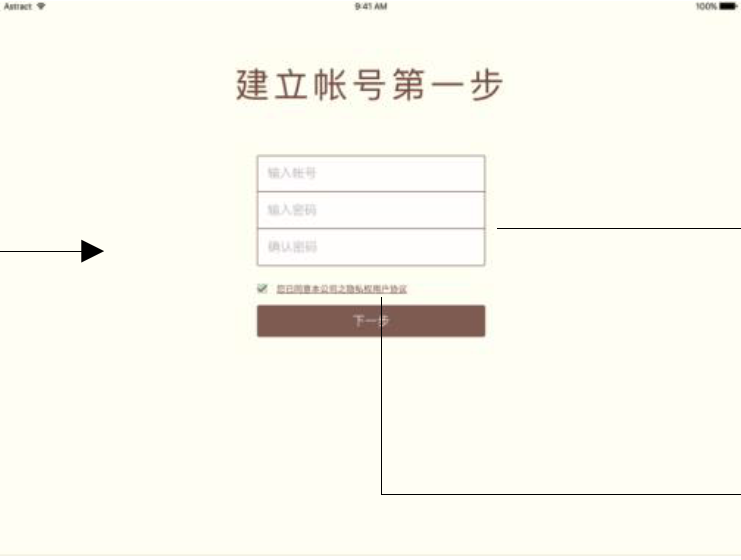 Astract 9:41 AM 100%
建立帐号第一步
输入帐号
输入密码
确认密码
您已同意本公司之隐私权用户协议
下一步